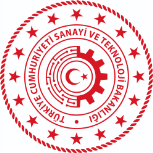 TÜRKİYE CUMHURİYETİ SANAYİ VE TEKNOLOJİ BAKANLIĞI